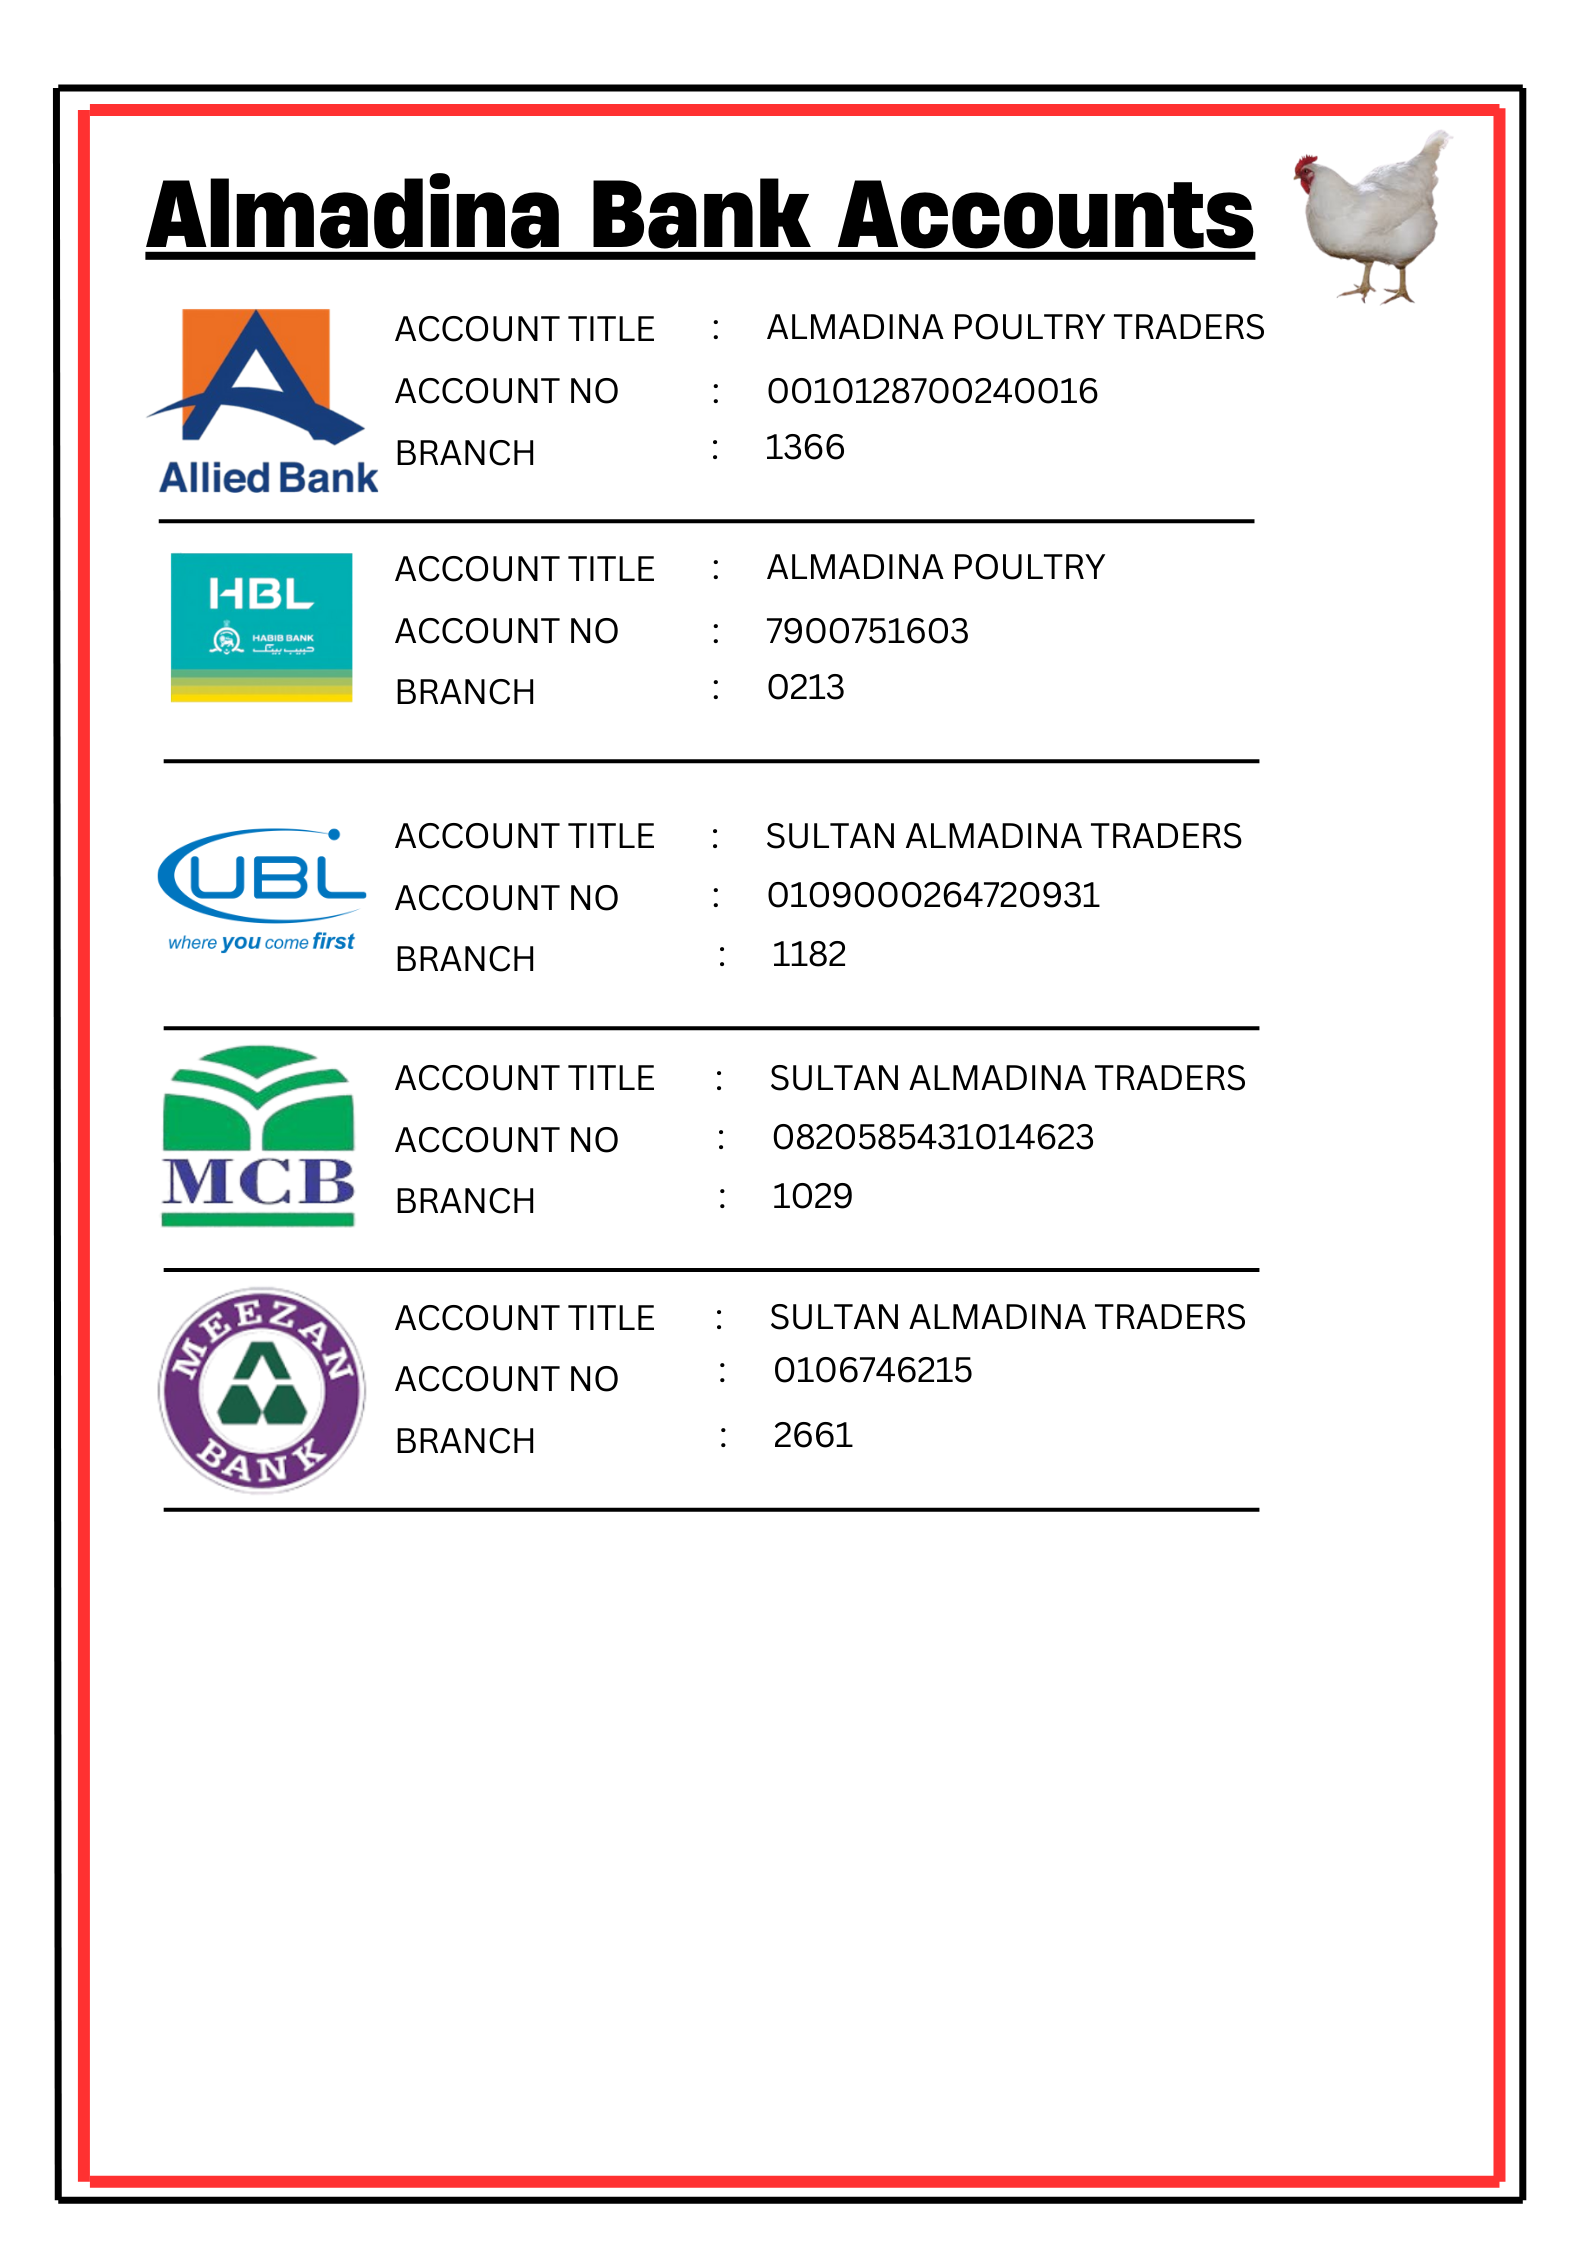 Almadina Bank Accounts
Allied Bank
ACCOUNT TITLE : ALMADINA POULTRY TRADERS
ACCOUNT NO : 0010128700240016
BRANCH : 1366
HBL
HABIB BANK
حبیب بینک
ACCOUNT TITLE : ALMADINA POULTRY
ACCOUNT NO : 7900751603
BRANCH : 0213
UBL
where you come first
ACCOUNT TITLE : SULTAN ALMADINA TRADERS
ACCOUNT NO : 0109000264720931
BRANCH : 1182
MCB
ACCOUNT TITLE : SULTAN ALMADINA TRADERS
ACCOUNT NO : 0820585431014623
BRANCH : 1029
MEEZAN
BANK
ACCOUNT TITLE : SULTAN ALMADINA TRADERS
ACCOUNT NO : 0106746215
BRANCH : 2661